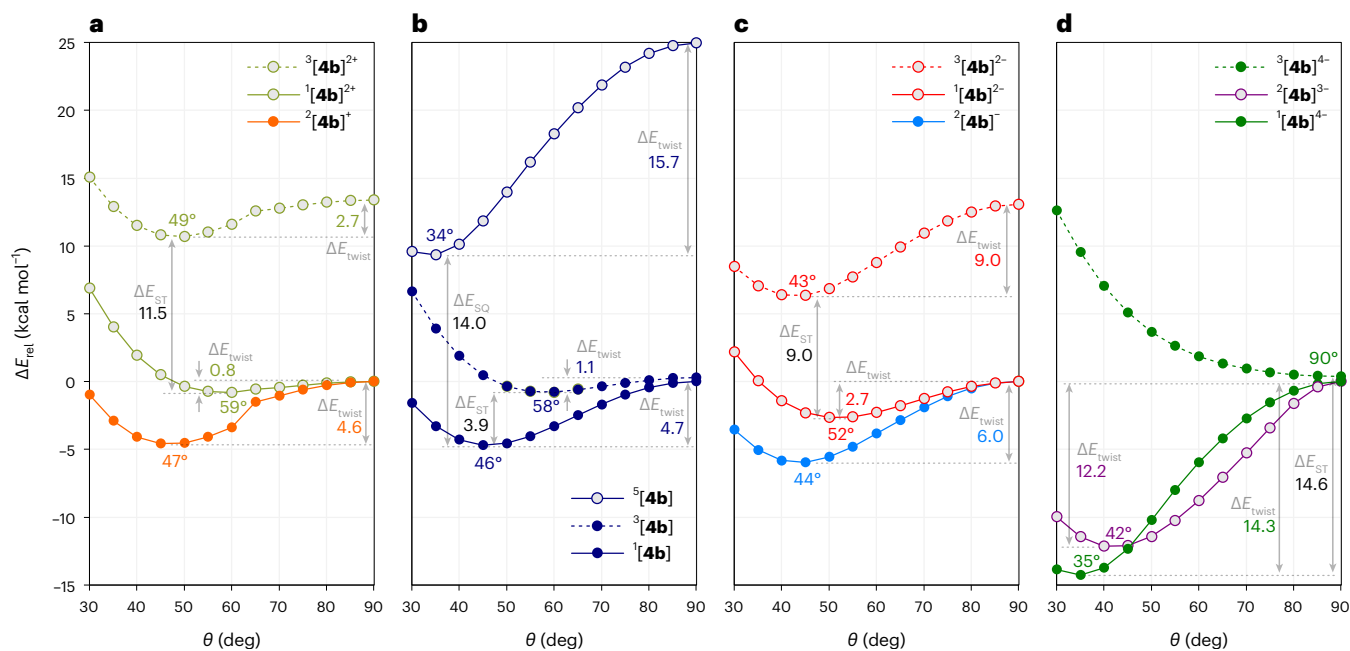 a
b
c
d
ΔE_rel (kcal mol⁻¹)
25
20
15
10
5
0
−5
−10
−15
³[4b]²⁺
¹[4b]²⁺
²[4b]⁺
49°
2.7
ΔE_twist
ΔE_ST
11.5
ΔE_twist
0.8
59°
ΔE_twist
4.6
47°
30 40 50 60 70 80 90
θ (deg)
ΔE_twist
15.7
34°
ΔE_SQ
14.0
ΔE_twist
1.1
ΔE_ST
3.9
58°
ΔE_twist
4.7
46°
⁵[4b]
³[4b]
¹[4b]
30 40 50 60 70 80 90
θ (deg)
³[4b]²⁻
¹[4b]²⁻
²[4b]⁻
ΔE_twist
9.0
43°
ΔE_ST
9.0
ΔE_twist
2.7
52°
ΔE_twist
6.0
44°
30 40 50 60 70 80 90
θ (deg)
³[4b]⁴⁻
²[4b]³⁻
¹[4b]⁴⁻
90°
ΔE_twist
12.2
ΔE_ST
14.6
ΔE_twist
14.3
42°
35°
30 40 50 60 70 80 90
θ (deg)